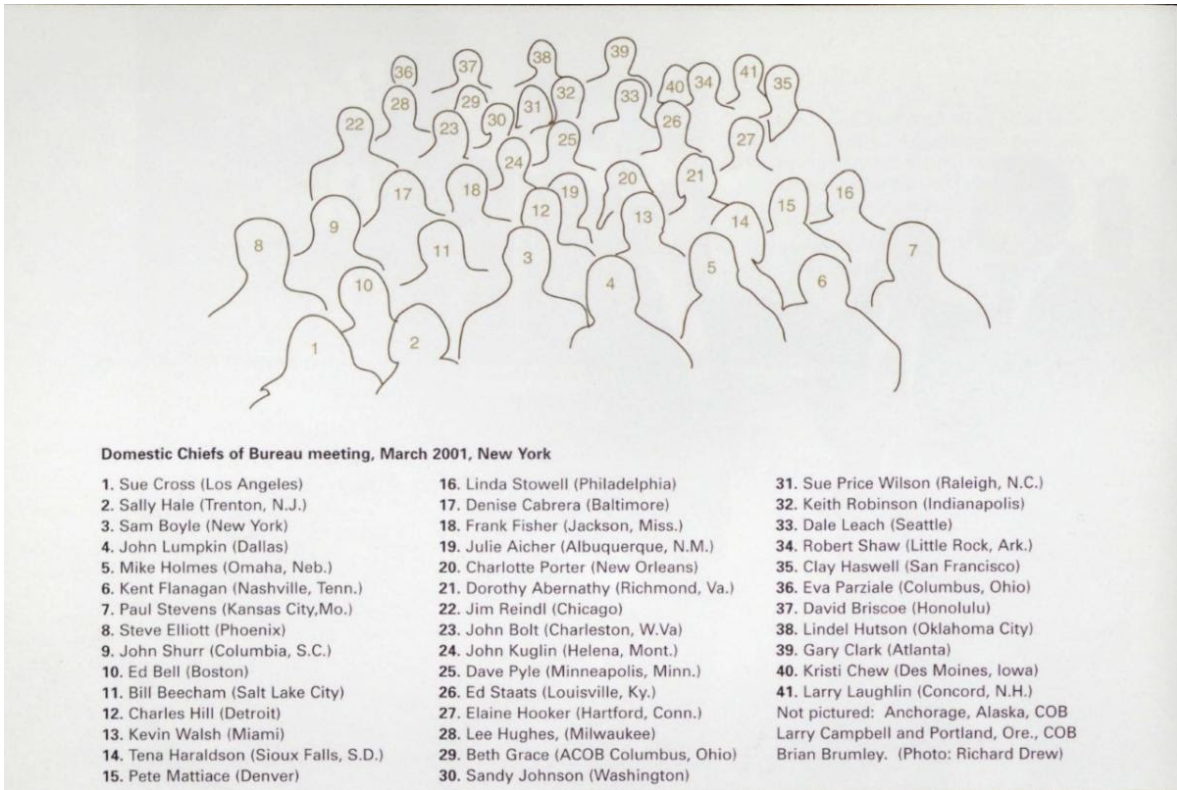 39
38
37
41
36
34
35
40
32
33
28
29
31
30
26
22
23
25
27
24
20
21
17
18
19
16
15
12
13
14
9
8
11
3
7
5
10
4
6
1
2
Domestic Chiefs of Bureau meeting, March 2001, New York
1. Sue Cross (Los Angeles)
2. Sally Hale (Trenton, N.J.)
3. Sam Boyle (New York)
4. John Lumpkin (Dallas)
5. Mike Holmes (Omaha, Neb.)
6. Kent Flanagan (Nashville, Tenn.)
7. Paul Stevens (Kansas City,Mo.)
8. Steve Elliott (Phoenix)
9. John Shurr (Columbia, S.C.)
10. Ed Bell (Boston)
11. Bill Beecham (Salt Lake City)
12. Charles Hill (Detroit)
13. Kevin Walsh (Miami)
14. Tena Haraldson (Sioux Falls, S.D.)
15. Pete Mattiace (Denver)
16. Linda Stowell (Philadelphia)
17. Denise Cabrera (Baltimore)
18. Frank Fisher (Jackson, Miss.)
19. Julie Aicher (Albuquerque, N.M.)
20. Charlotte Porter (New Orleans)
21. Dorothy Abernathy (Richmond, Va.)
22. Jim Reindl (Chicago)
23. John Bolt (Charleston, W.Va)
24. John Kuglin (Helena, Mont.)
25. Dave Pyle (Minneapolis, Minn.)
26. Ed Staats (Louisville, Ky.)
27. Elaine Hooker (Hartford, Conn.)
28. Lee Hughes, (Milwaukee)
29. Beth Grace (ACOB Columbus, Ohio)
30. Sandy Johnson (Washington)
31. Sue Price Wilson (Raleigh, N.C.)
32. Keith Robinson (Indianapolis)
33. Dale Leach (Seattle)
34. Robert Shaw (Little Rock, Ark.)
35. Clay Haswell (San Francisco)
36. Eva Parziale (Columbus, Ohio)
37. David Briscoe (Honolulu)
38. Lindel Hutson (Oklahoma City)
39. Gary Clark (Atlanta)
40. Kristi Chew (Des Moines, Iowa)
41. Larry Laughlin (Concord, N.H.)
Not pictured: Anchorage, Alaska, COB
Larry Campbell and Portland, Ore., COB
Brian Brumley. (Photo: Richard Drew)